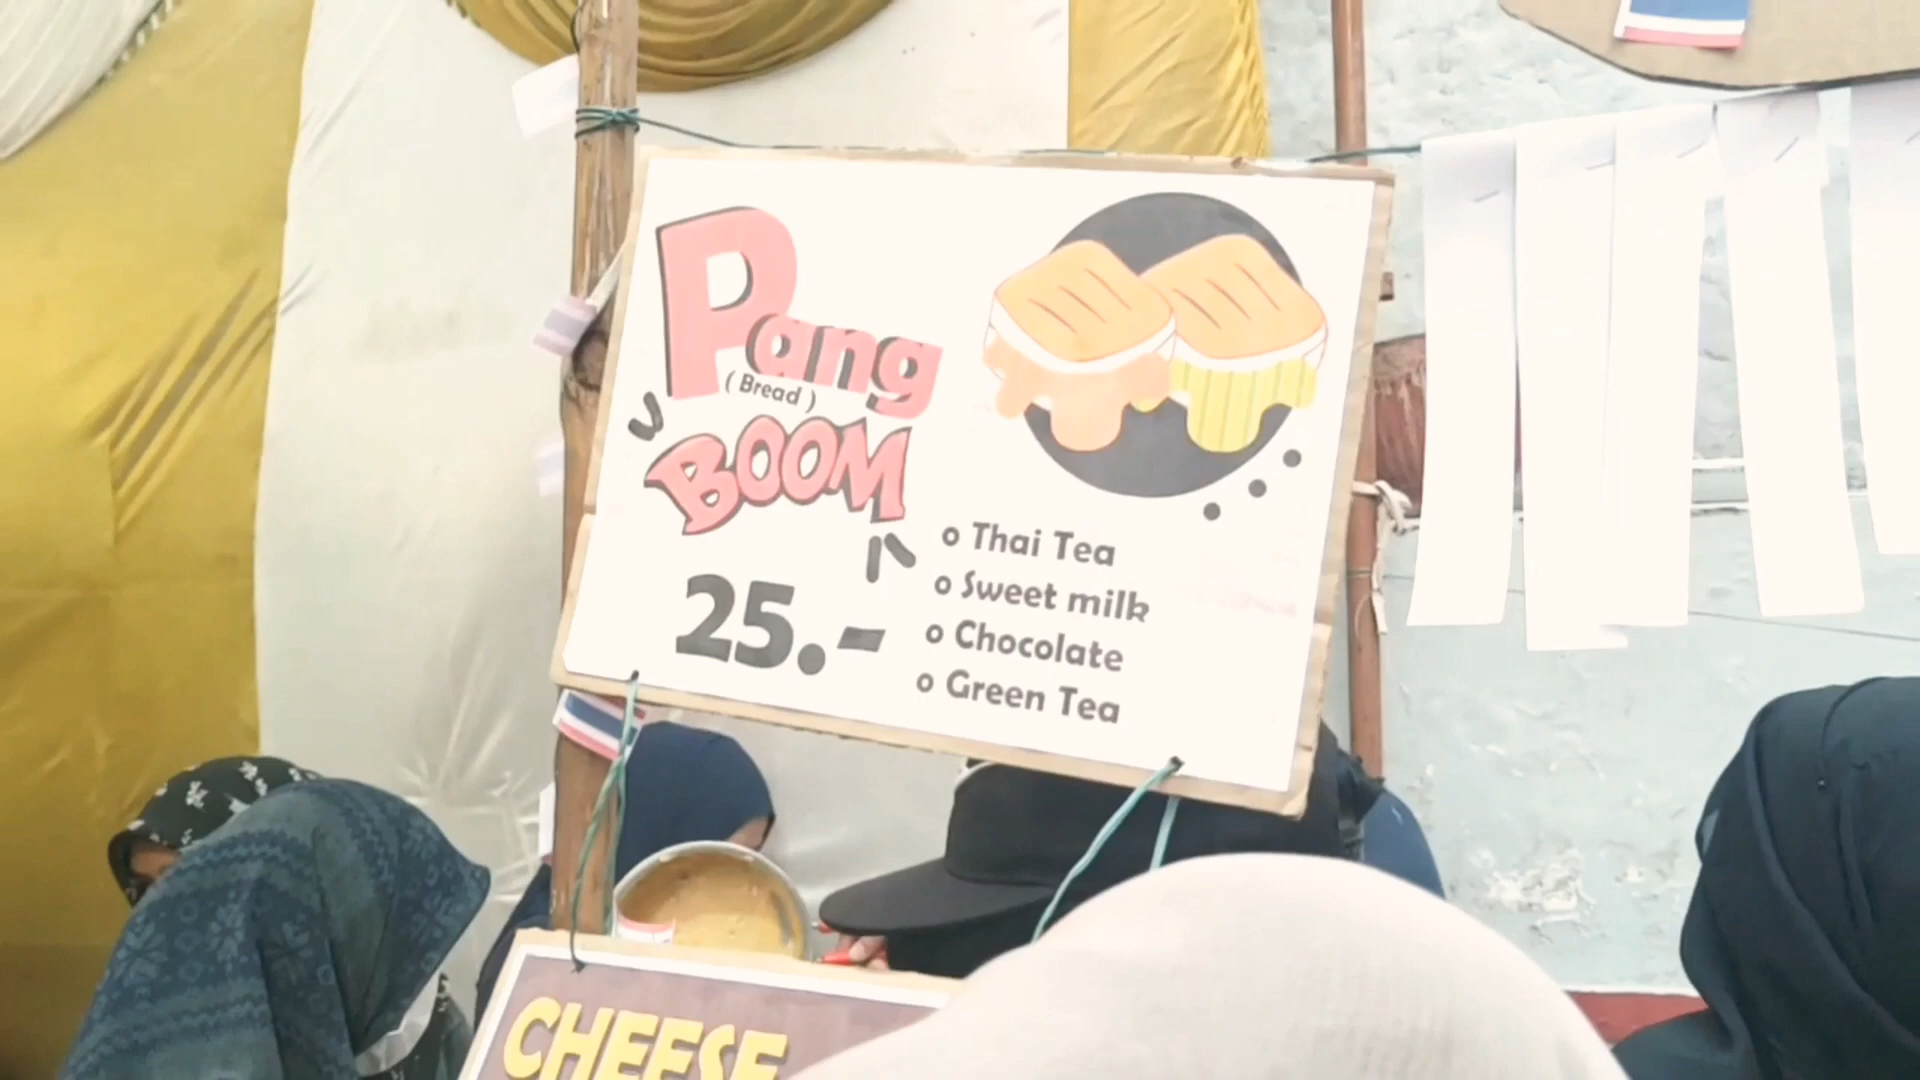 Pang
( Bread )
BOOM
25.-
o Thai Tea
o Sweet milk
o Chocolate
o Green Tea
CHEESE